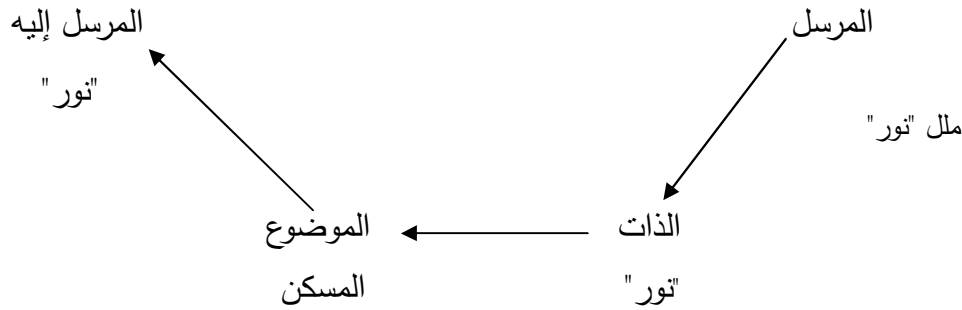 المرسل المرسل إليه
"نور"
ملل "نور"
الذات الموضوع
"نور" المسكن